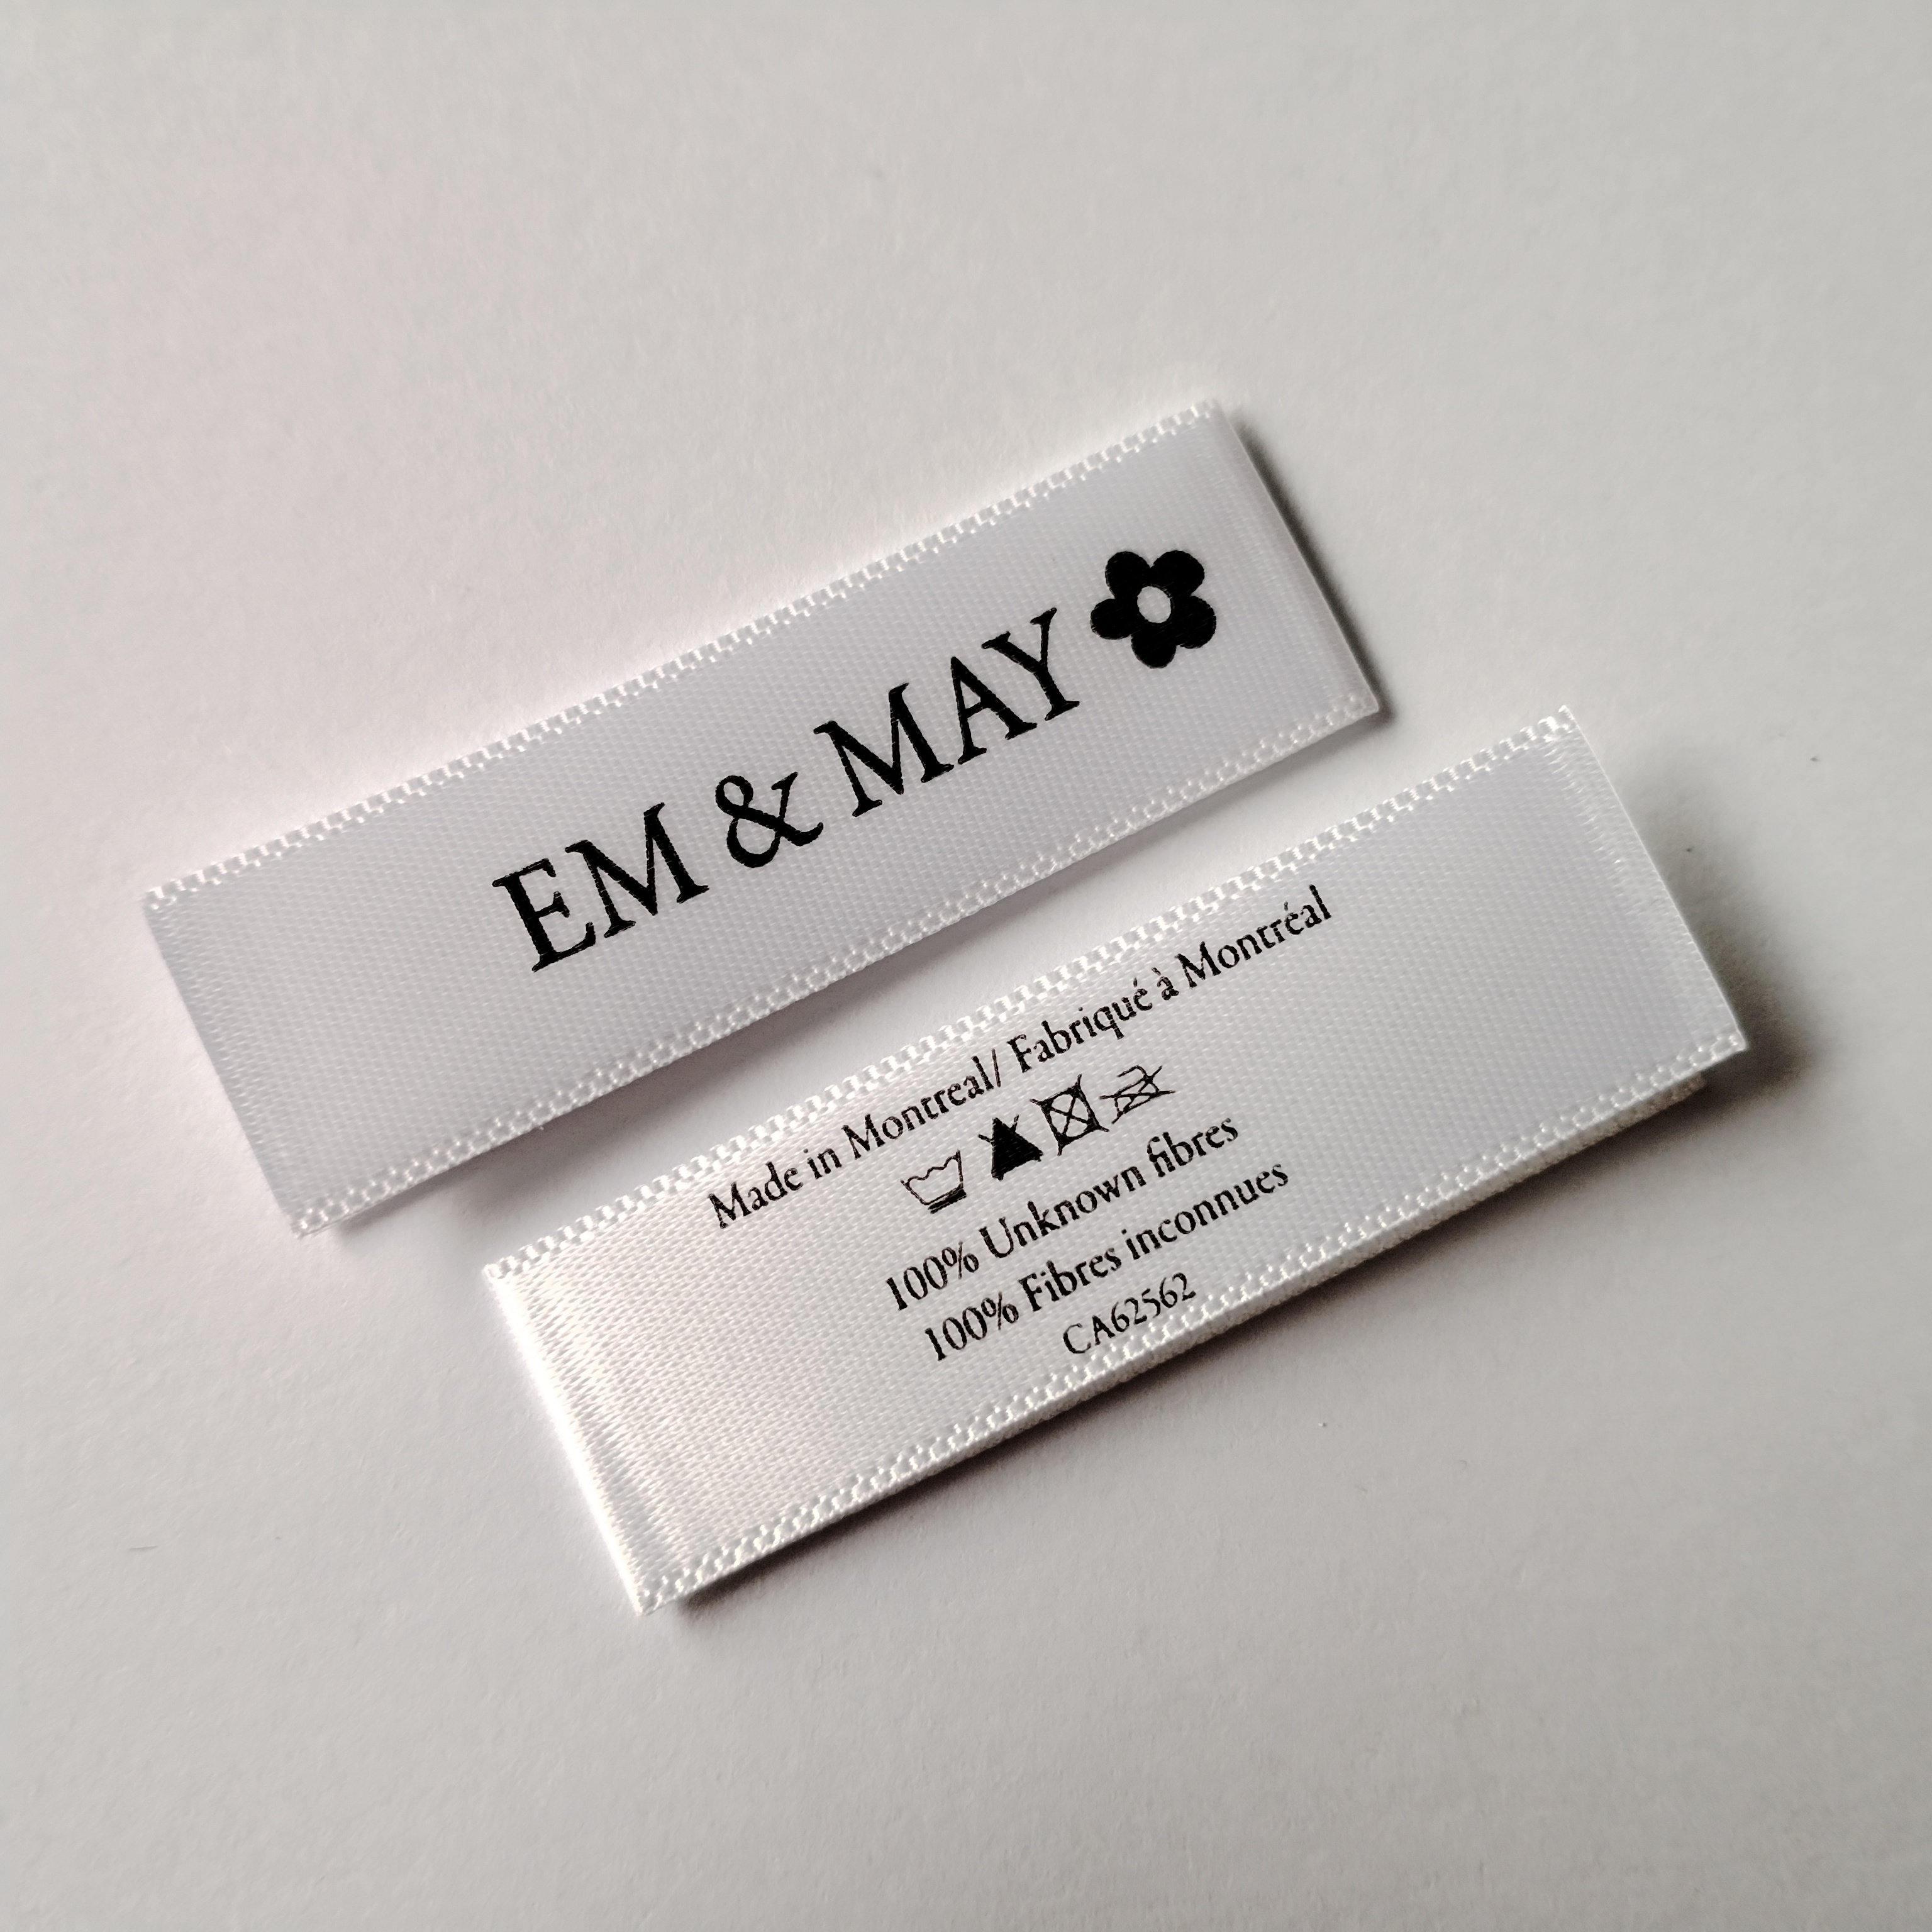 EM & MAY
Made in Montreal/ Fabriqué à Montréal
100% Unknown fibres
100% Fibres inconnues
CA62562